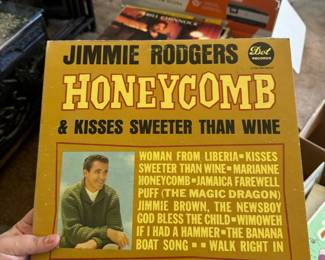 BILL CHINNOCK
JIMMIE RODGERS
Dot
RECORDS
HONEYCOMB
& KISSES SWEETER THAN WINE
WOMAN FROM LIBERIA▪KISSES
SWEETER THAN WINE▪MARIANNE
HONEYCOMB▪JAMAICA FAREWELL
PUFF (THE MAGIC DRAGON)
JIMMIE BROWN, THE NEWSBOY
GOD BLESS THE CHILD▪WIMOWEH
IF I HAD A HAMMER▪THE BANANA
BOAT SONG▪▪WALK RIGHT IN